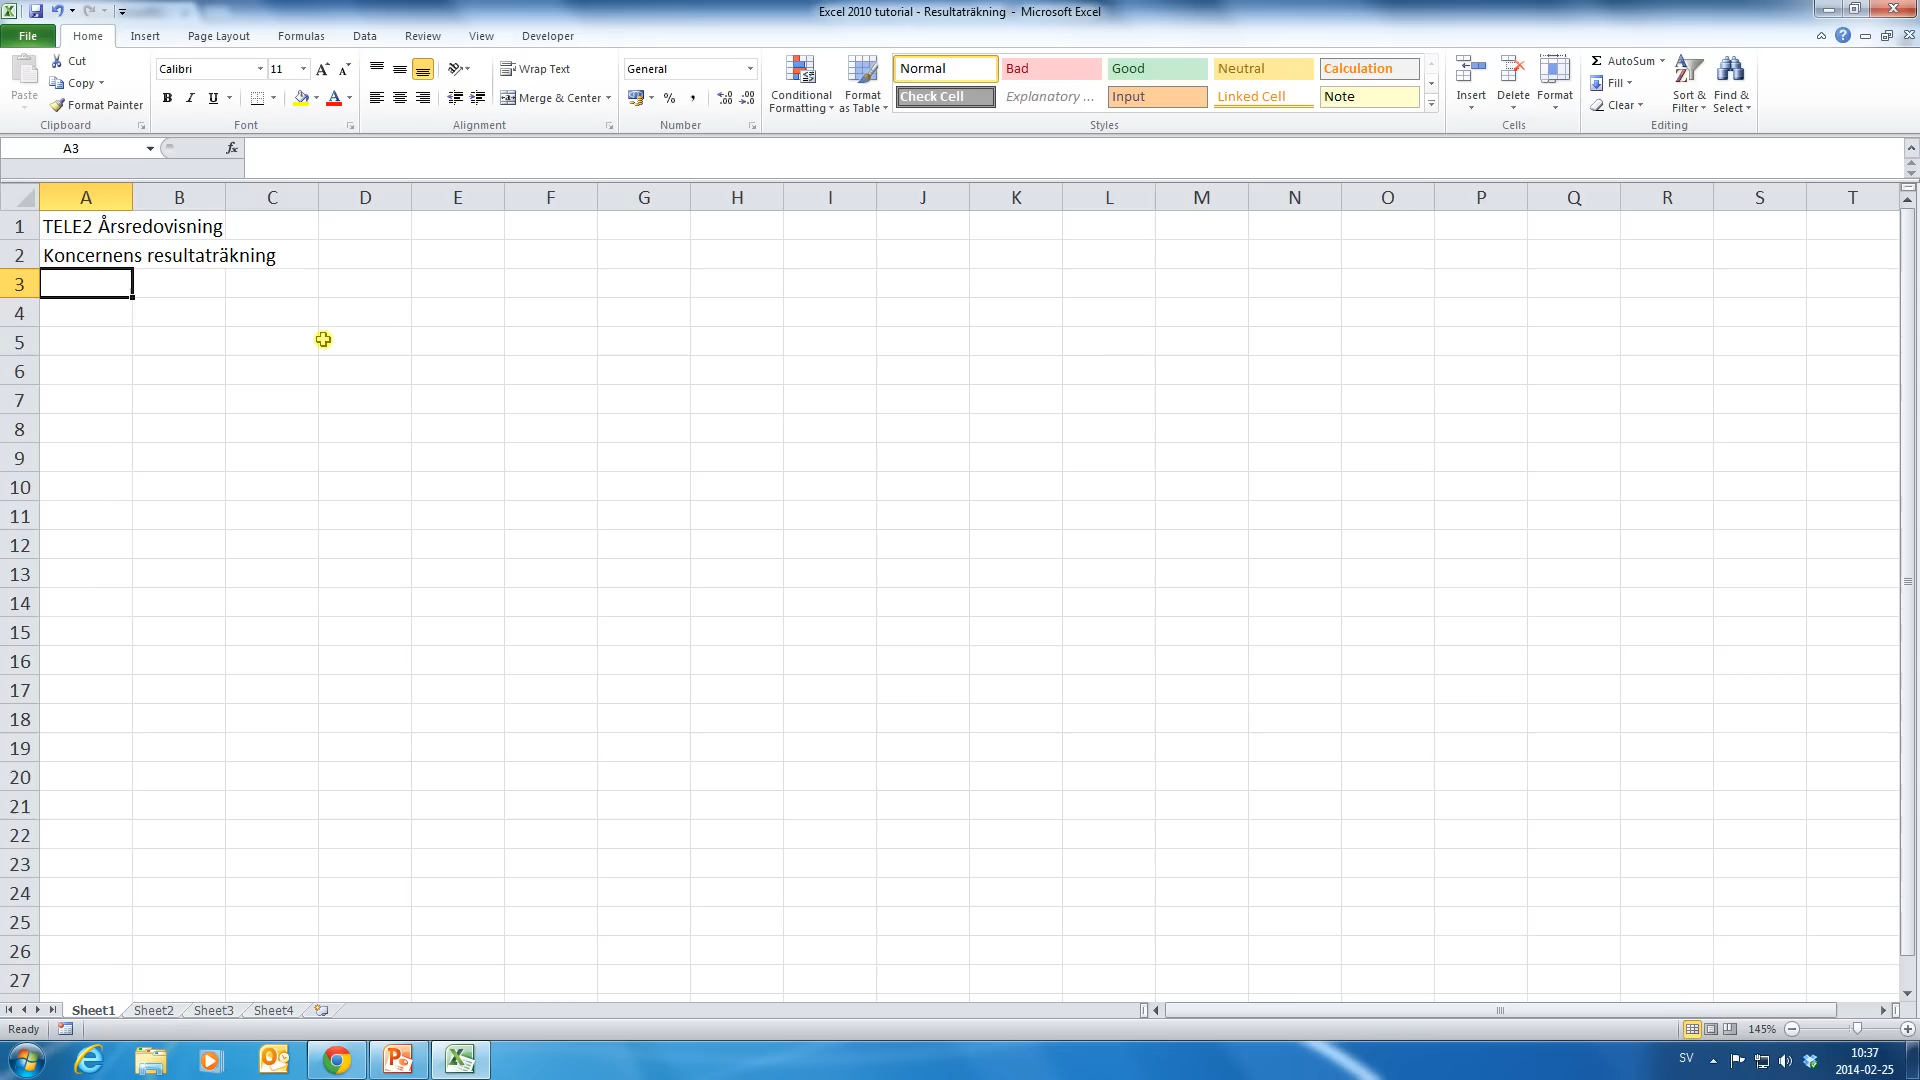 Excel 2010 tutorial - Resultaträkning - Microsoft Excel
File Home Insert Page Layout Formulas Data Review View Developer
Cut
Copy
Format Painter
Paste
Clipboard
Calibri 11
B I U
Font
Wrap Text
Merge & Center
Alignment
General
% ,
Number
Conditional Formatting
Format as Table
Normal Bad Good Neutral Calculation
Check Cell Explanatory ... Input Linked Cell Note
Styles
Insert Delete Format
Cells
Σ AutoSum
Fill
Clear
Sort & Filter
Find & Select
Editing
A3
fx
A B C D E F G H I J K L M N O P Q R S T
1 TELE2 Årsredovisning
2 Koncernens resultaträkning
3
4
5
6
7
8
9
10
11
12
13
14
15
16
17
18
19
20
21
22
23
24
25
26
27
Sheet1 Sheet2 Sheet3 Sheet4
Ready
145%
SV
10:37
2014-02-25